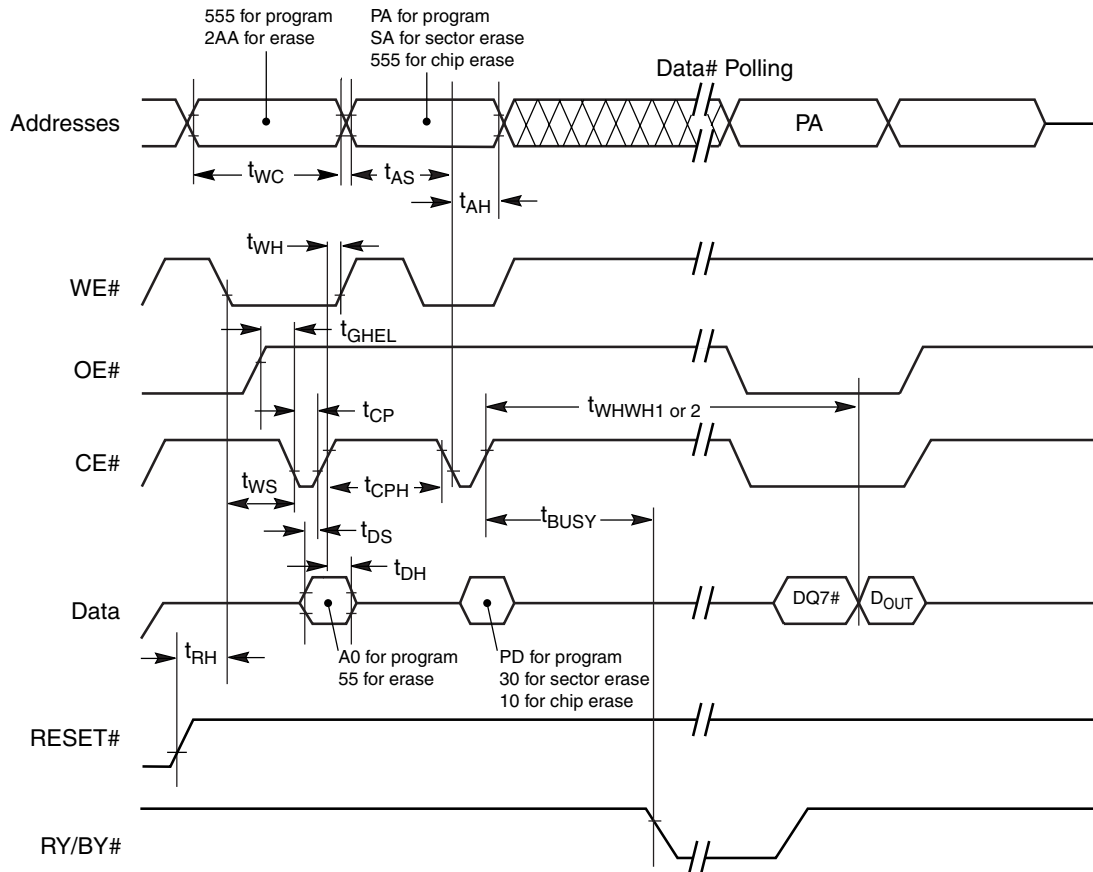 555 for program
2AA for erase
PA for program
SA for sector erase
555 for chip erase
Data# Polling
Addresses
PA
tWC
tAS
tAH
tWH
WE#
tGHEL
OE#
tCP
tWHWH1 or 2
CE#
tWS
tCPH
tBUSY
tDS
tDH
Data
DQ7#
DOUT
tRH
A0 for program
55 for erase
PD for program
30 for sector erase
10 for chip erase
RESET#
RY/BY#